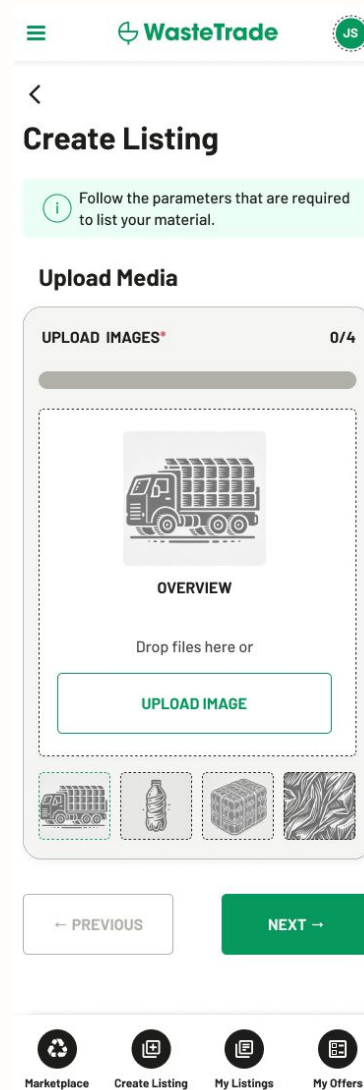 WasteTrade
JS
Create Listing
Follow the parameters that are required
to list your material.
Upload Media
UPLOAD IMAGES* 0/4
OVERVIEW
Drop files here or
UPLOAD IMAGE
← PREVIOUS
NEXT →
Marketplace
Create Listing
My Listings
My Offers